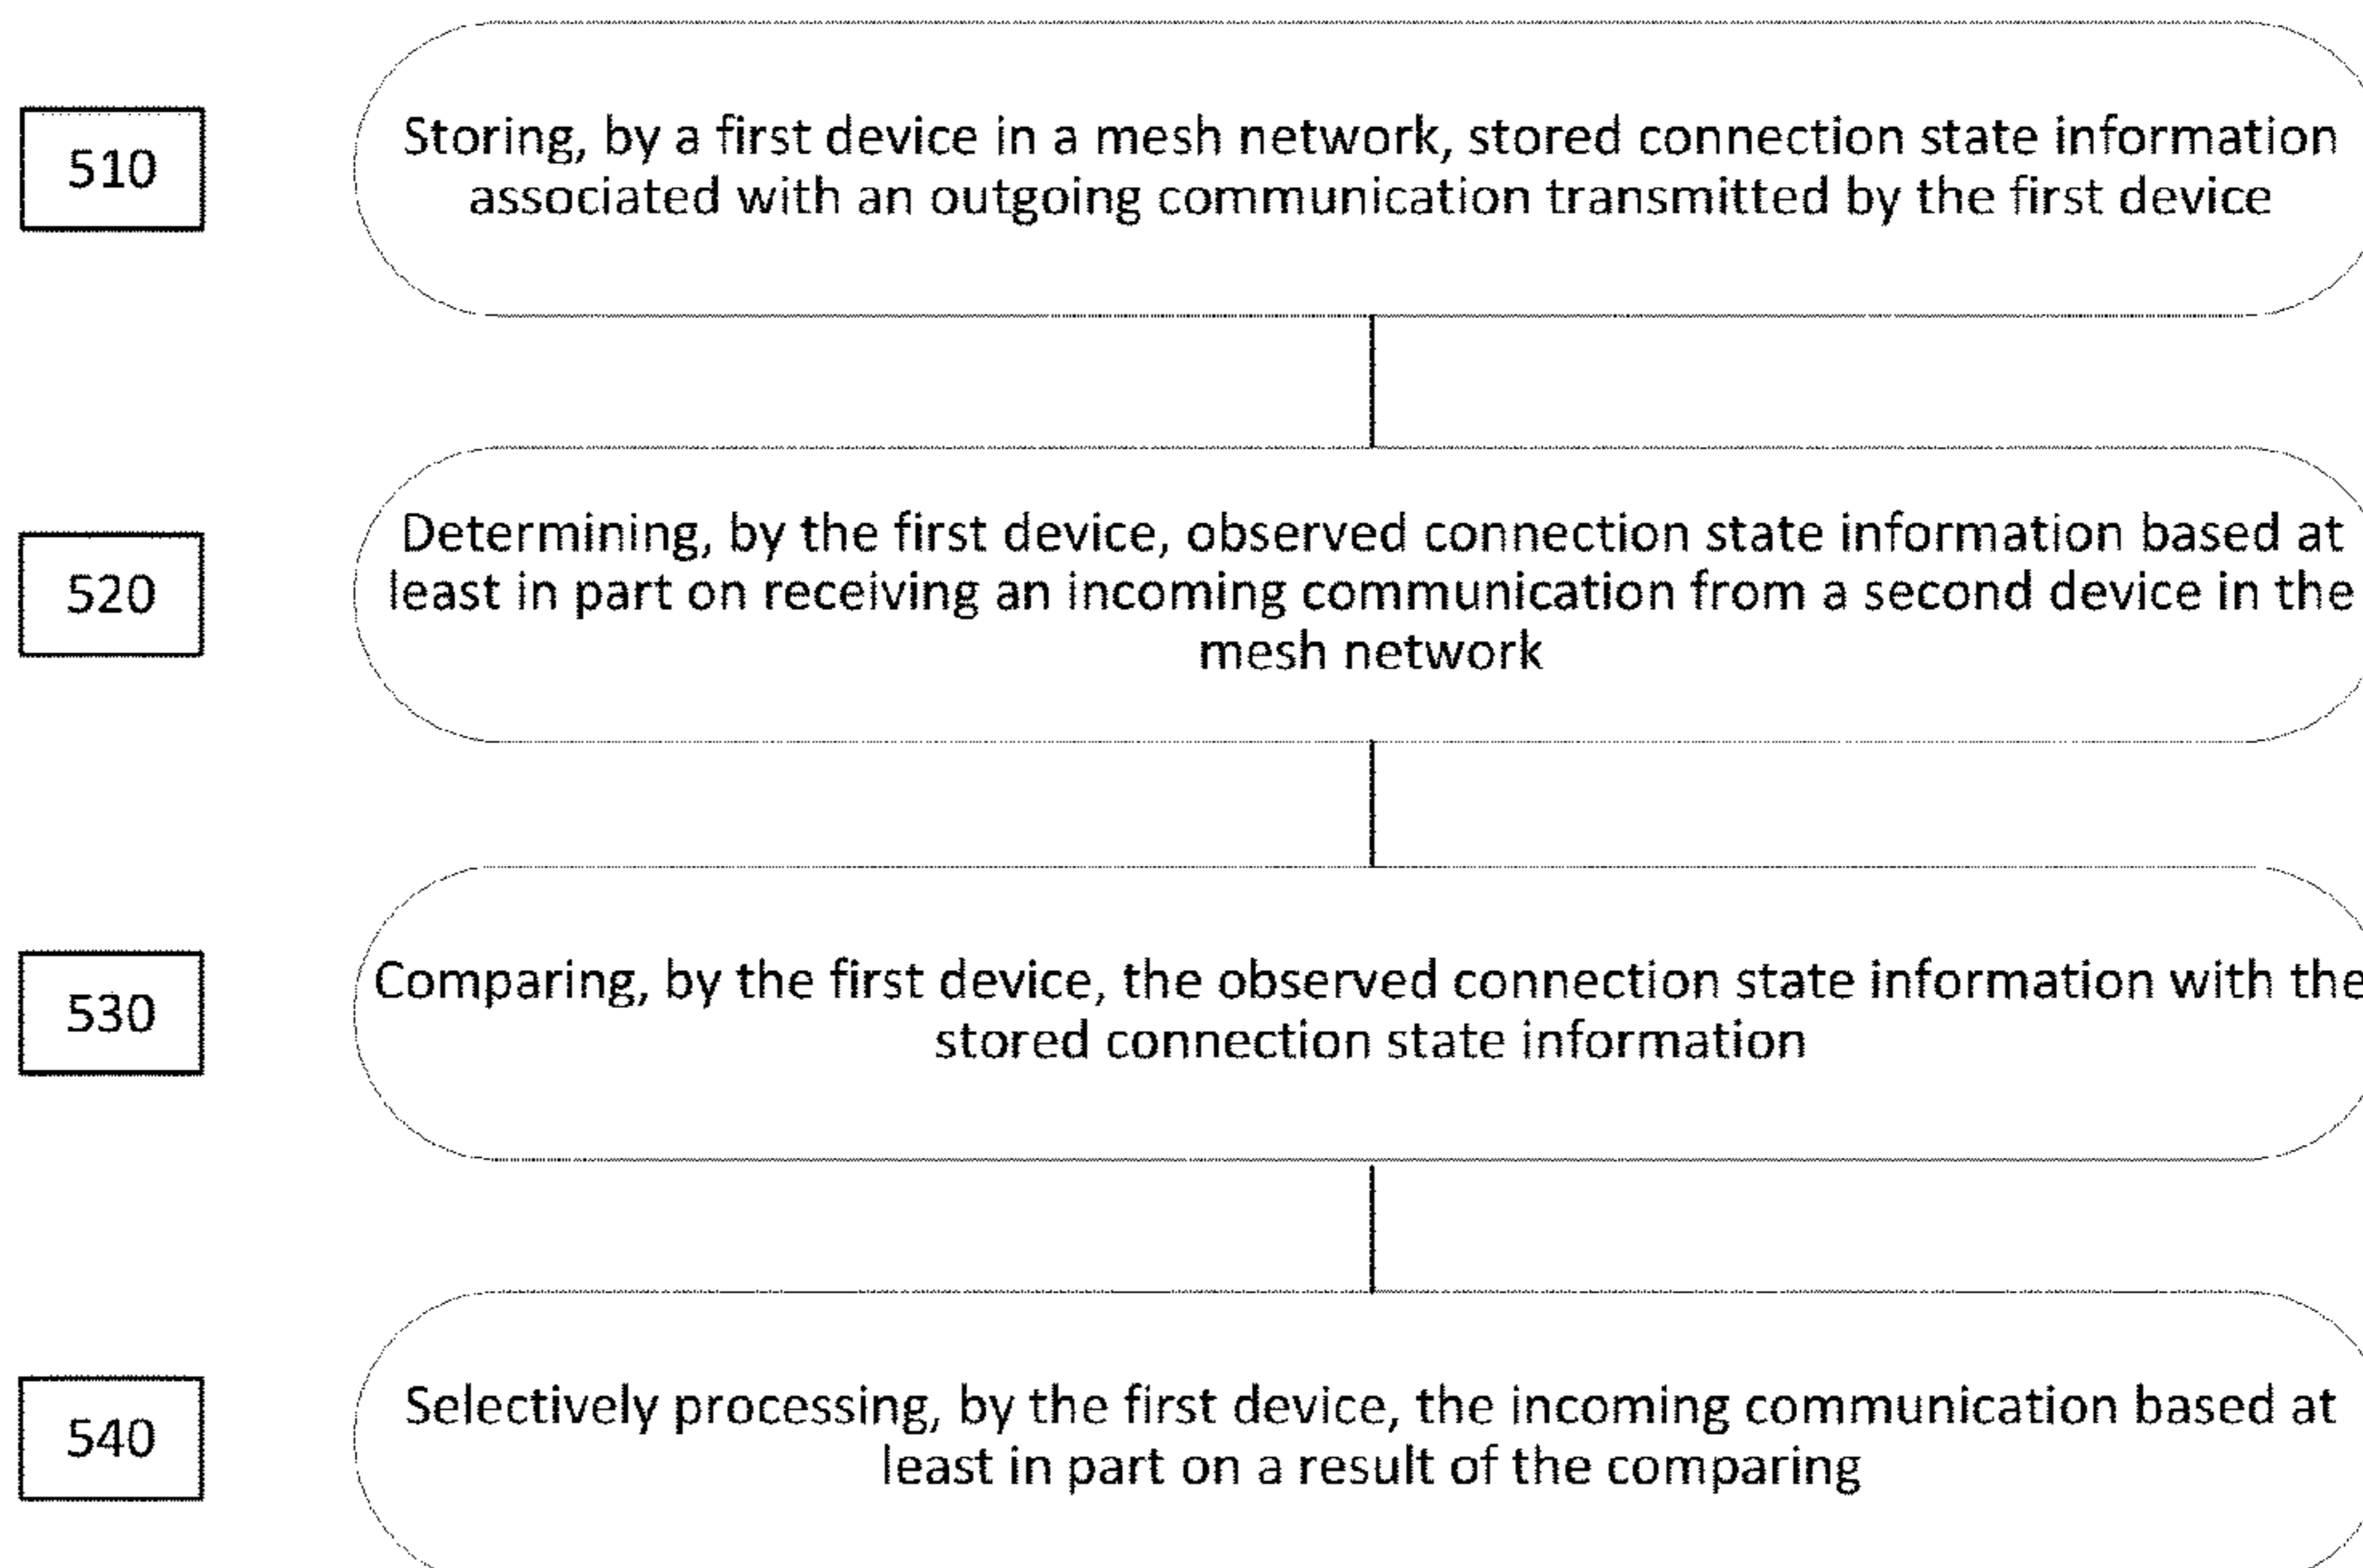 510
Storing, by a first device in a mesh network, stored connection state information
associated with an outgoing communication transmitted by the first device
520
Determining, by the first device, observed connection state information based at
least in part on receiving an incoming communication from a second device in the
mesh network
530
Comparing, by the first device, the observed connection state information with the
stored connection state information
540
Selectively processing, by the first device, the incoming communication based at
least in part on a result of the comparing